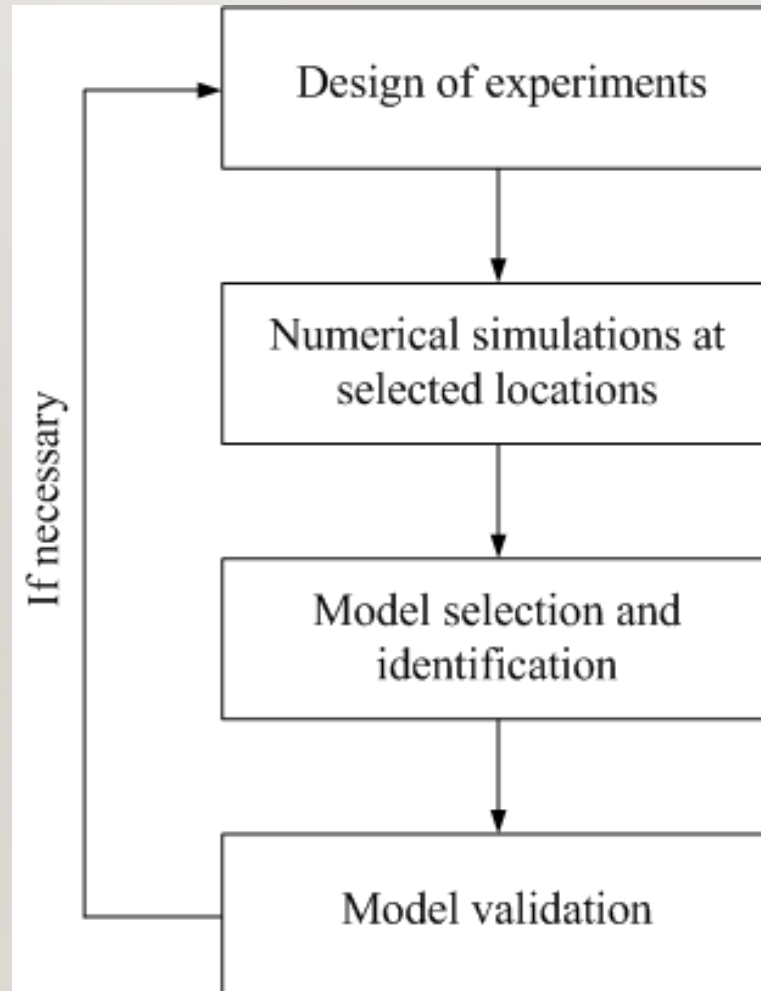 Design of experiments
Numerical simulations at
selected locations
If necessary
Model selection and
identification
Model validation